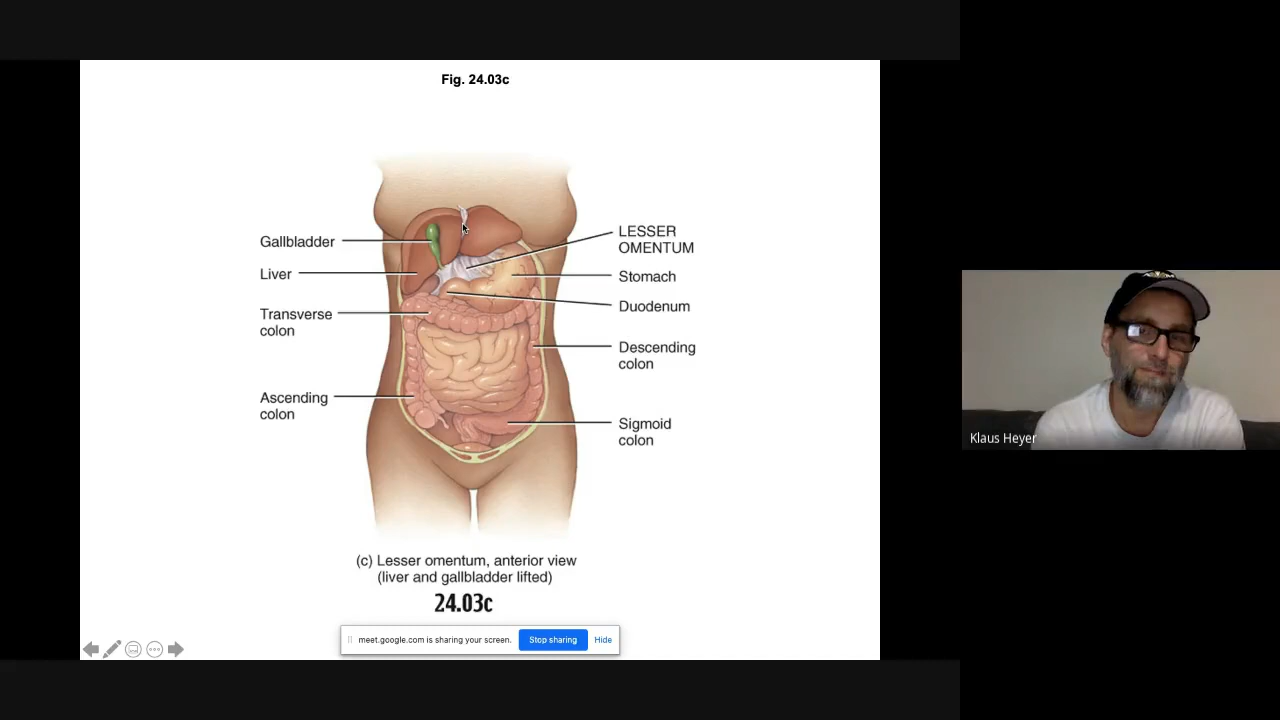 Fig. 24.03c
Gallbladder
Liver
Transverse
colon
Ascending
colon
LESSER
OMENTUM
Stomach
Duodenum
Descending
colon
Sigmoid
colon
(c) Lesser omentum, anterior view
(liver and gallbladder lifted)
24.03c
meet.google.com is sharing your screen.
Stop sharing
Hide
Klaus Heyer